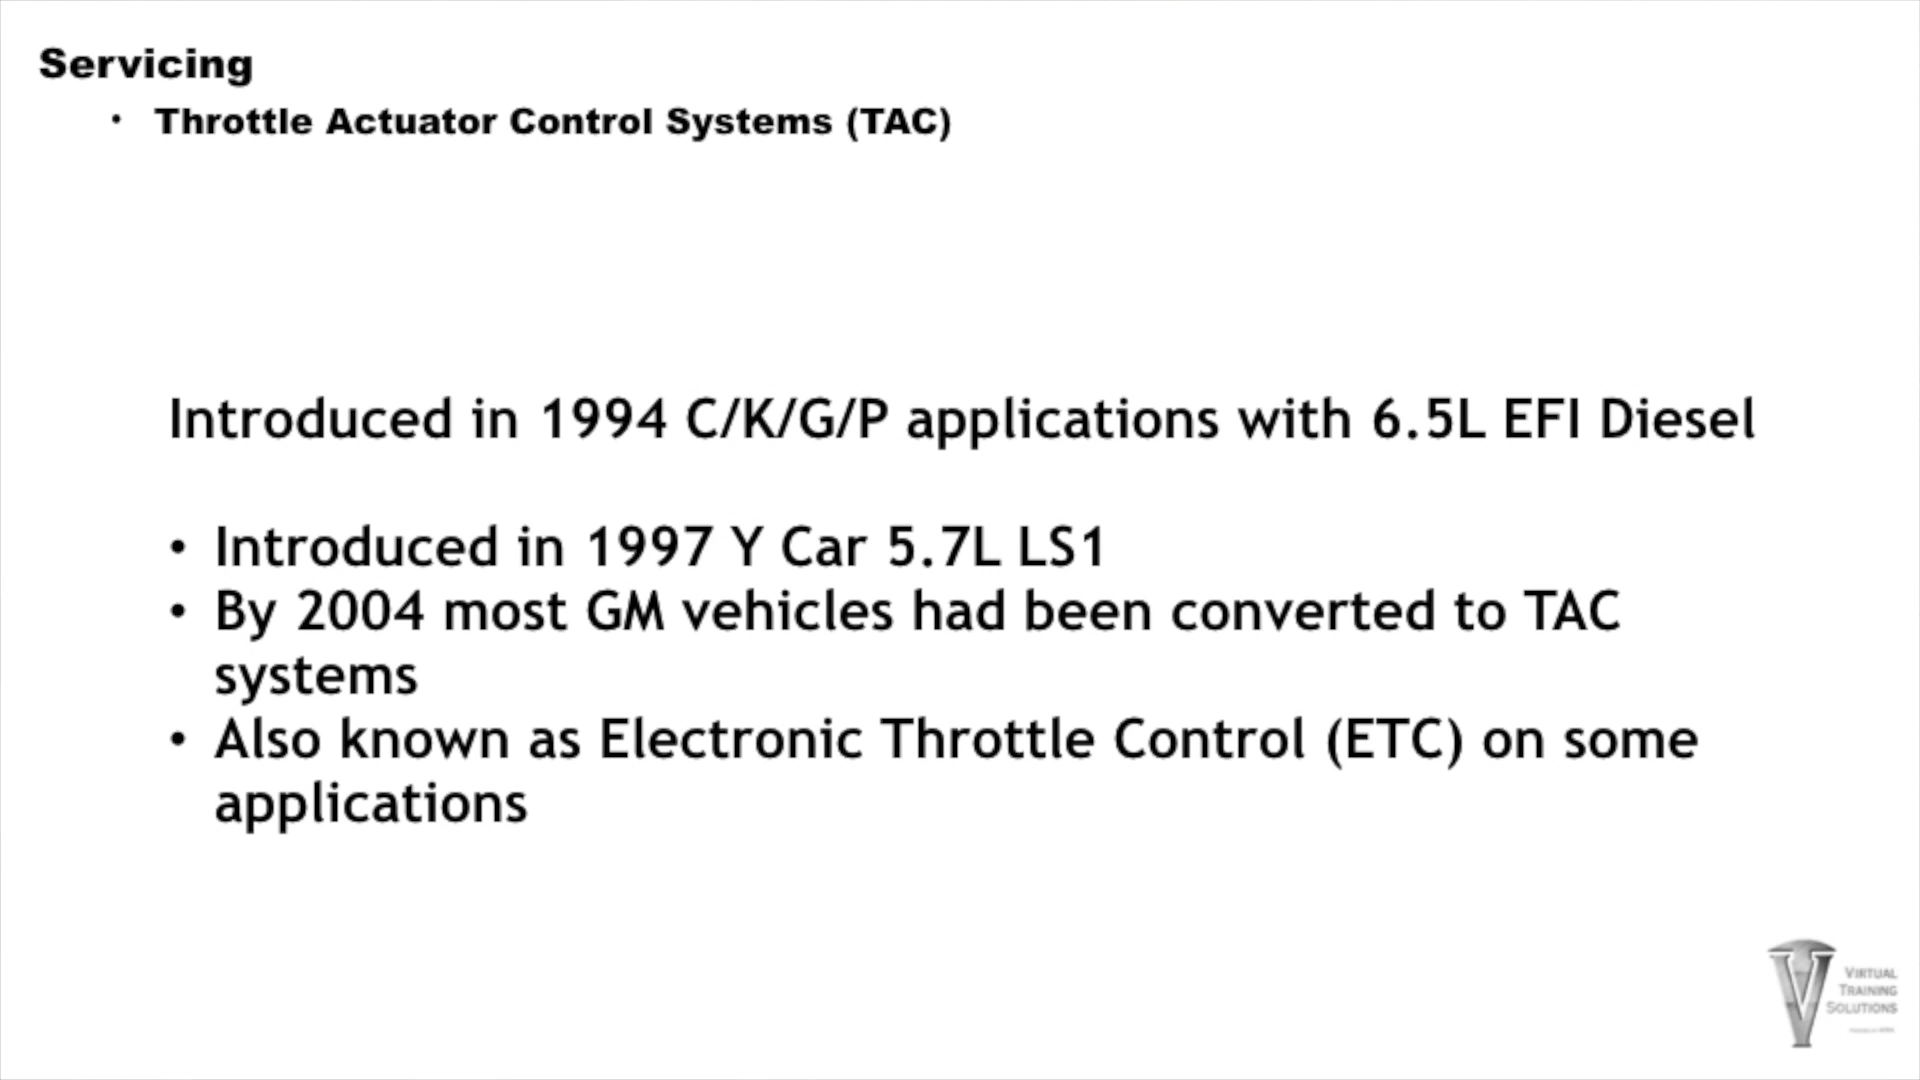 Servicing
• Throttle Actuator Control Systems (TAC)
Introduced in 1994 C/K/G/P applications with 6.5L EFI Diesel
• Introduced in 1997 Y Car 5.7L LS1
• By 2004 most GM vehicles had been converted to TAC
systems
• Also known as Electronic Throttle Control (ETC) on some
applications
VIRTUAL
TRAINING
SOLUTIONS